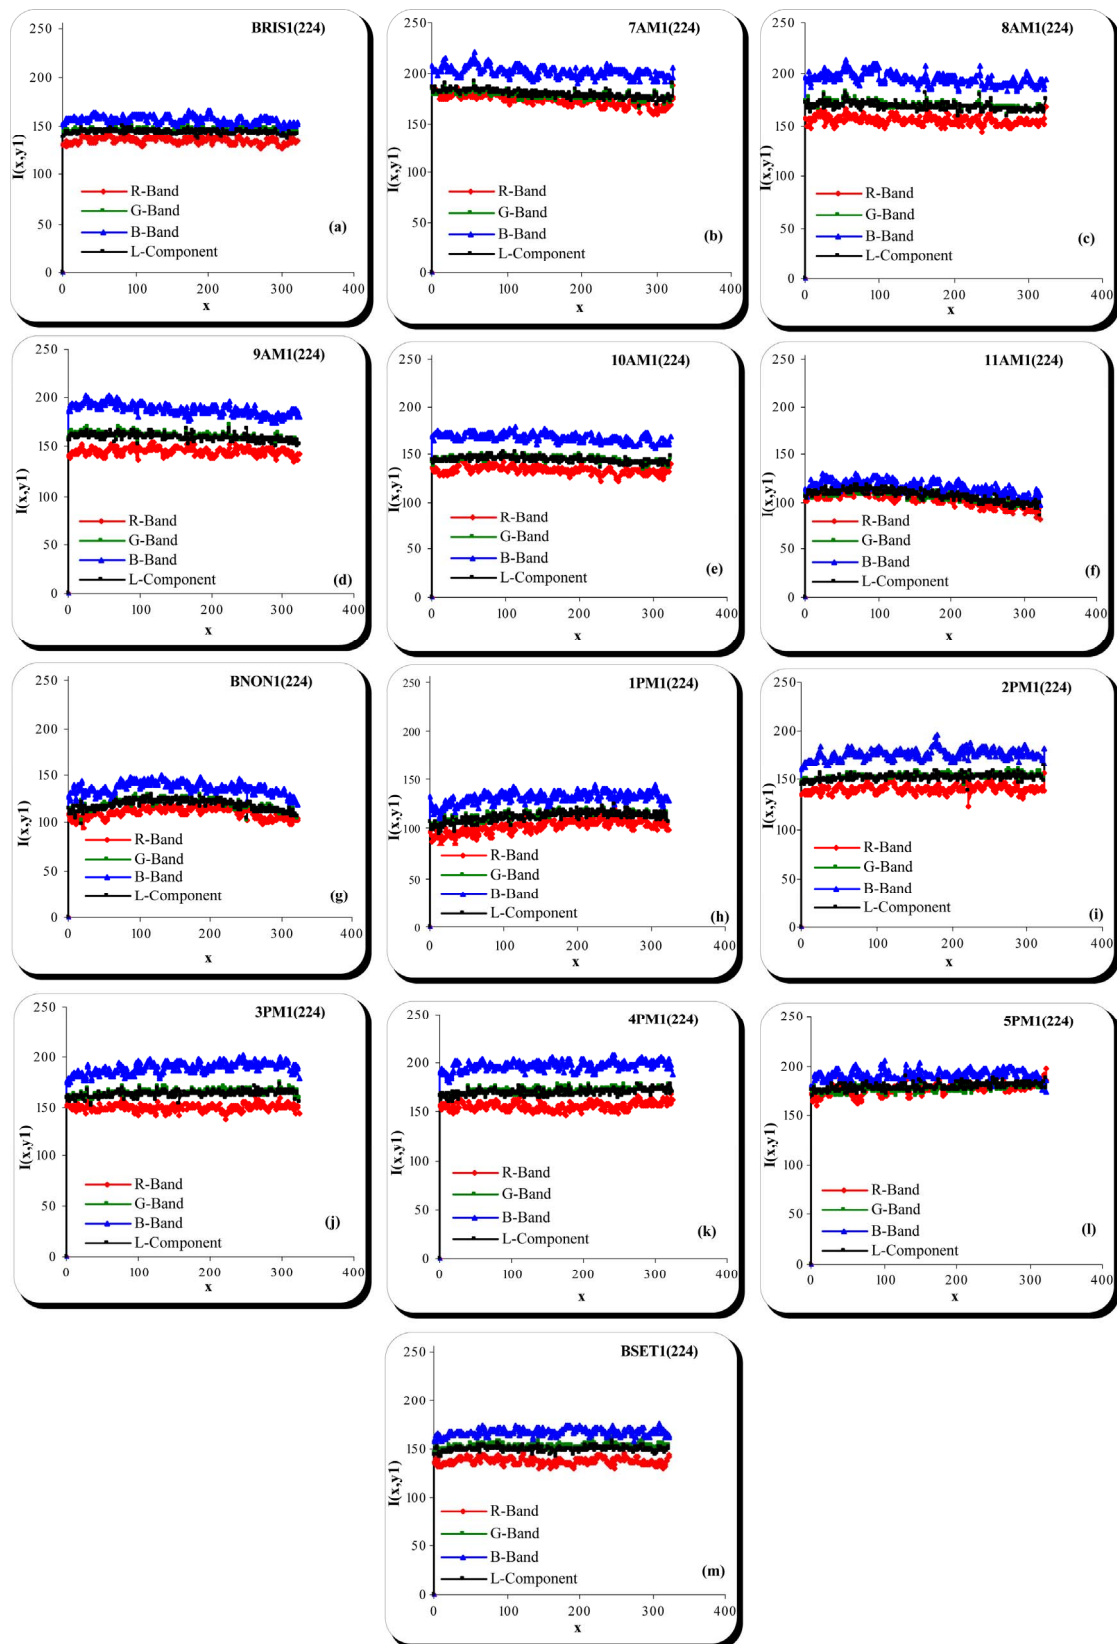 BRIS1(224)
I(x,y1)
250
200
150
100
50
0
R-Band
G-Band
B-Band
L-Component
(a)
0 100 200 300 400
x
7AM1(224)
I(x,y1)
250
200
150
100
50
0
R-Band
G-Band
B-Band
L-Component
(b)
0 100 200 300 400
x
8AM1(224)
I(x,y1)
250
200
150
100
50
0
R-Band
G-Band
B-Band
L-Component
(c)
0 100 200 300 400
x
9AM1(224)
I(x,y1)
250
200
150
100
50
0
R-Band
G-Band
B-Band
L-Component
(d)
0 100 200 300 400
x
10AM1(224)
I(x,y1)
250
200
150
100
50
0
R-Band
G-Band
B-Band
L-Component
(e)
0 100 200 300 400
x
11AM1(224)
I(x,y1)
250
200
150
100
50
0
R-Band
G-Band
B-Band
L-Component
(f)
0 100 200 300 400
x
BNON1(224)
I(x,y1)
250
200
150
100
50
0
R-Band
G-Band
B-Band
L-Component
(g)
0 100 200 300 400
x
1PM1(224)
I(x,y1)
250
200
150
100
50
0
R-Band
G-Band
B-Band
L-Component
(h)
0 100 200 300 400
x
2PM1(224)
I(x,y1)
250
200
150
100
50
0
R-Band
G-Band
B-Band
L-Component
(i)
0 100 200 300 400
x
3PM1(224)
I(x,y1)
250
200
150
100
50
0
R-Band
G-Band
B-Band
L-Component
(j)
0 100 200 300 400
x
4PM1(224)
I(x,y1)
250
200
150
100
50
0
R-Band
G-Band
B-Band
L-Component
(k)
0 100 200 300 400
x
5PM1(224)
I(x,y1)
250
200
150
100
50
0
R-Band
G-Band
B-Band
L-Component
(l)
0 100 200 300 400
x
BSET1(224)
I(x,y1)
250
200
150
100
50
0
R-Band
G-Band
B-Band
L-Component
(m)
0 100 200 300 400
x